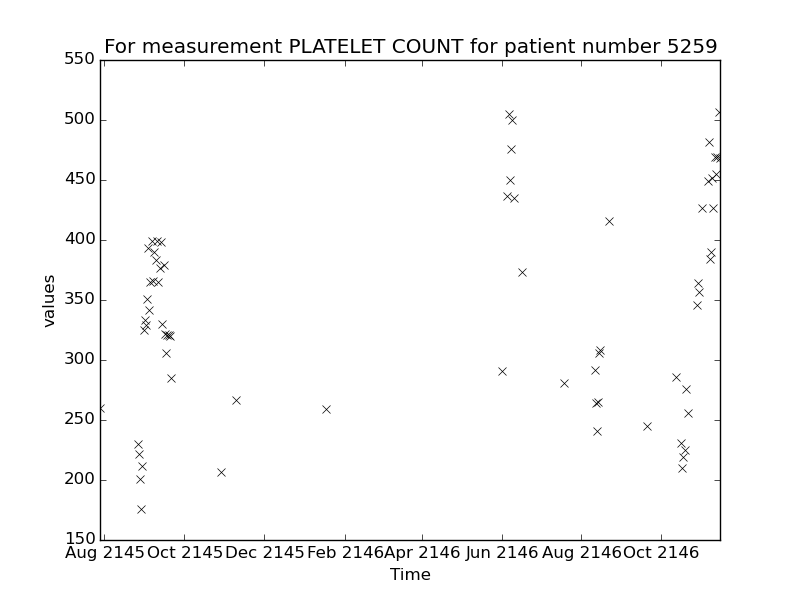 For measurement PLATELET COUNT for patient number 5259
550
500
450
400
350
300
250
200
150
values
Aug 2145 Oct 2145 Dec 2145 Feb 2146 Apr 2146 Jun 2146 Aug 2146 Oct 2146
Time